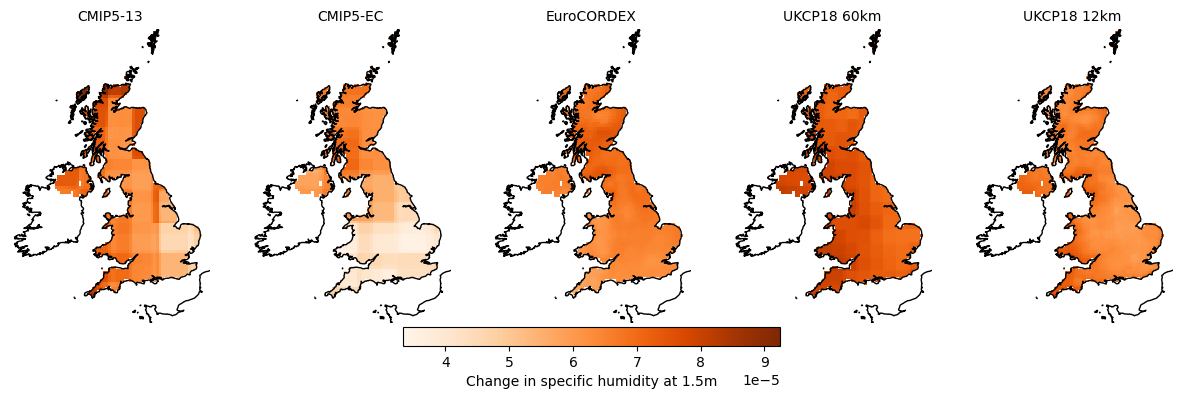 CMIP5-13 CMIP5-EC EuroCORDEX UKCP18 60km UKCP18 12km
4 5 6 7 8 9
1e−5
Change in specific humidity at 1.5m